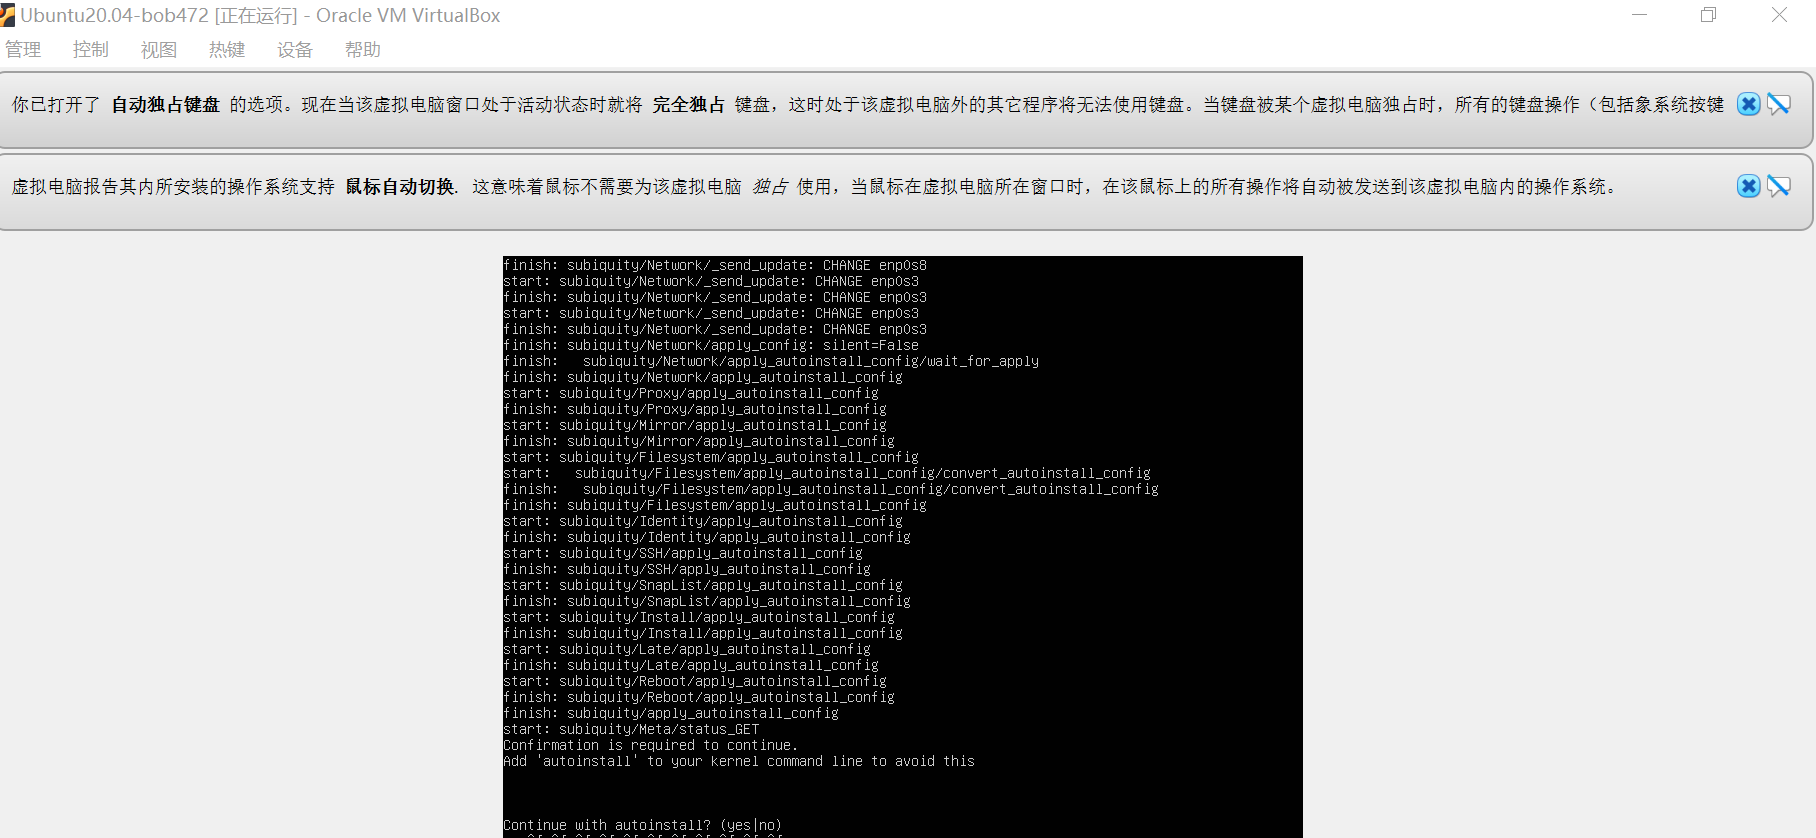 Ubuntu20.04-bob472 [正在运行] - Oracle VM VirtualBox
管理 控制 视图 热键 设备 帮助
你已打开了 自动独占键盘 的选项。现在当该虚拟电脑窗口处于活动状态时就将 完全独占 键盘，这时处于该虚拟电脑外的其它程序将无法使用键盘。当键盘被某个虚拟电脑独占时，所有的键盘操作（包括象系统按键
虚拟电脑报告其内所安装的操作系统支持 鼠标自动切换. 这意味着鼠标不需要为该虚拟电脑 独占 使用，当鼠标在虚拟电脑所在窗口时，在该鼠标上的所有操作将自动被发送到该虚拟电脑内的操作系统。
finish: subiquity/Network/_send_update: CHANGE enp0s8
start: subiquity/Network/_send_update: CHANGE enp0s3
finish: subiquity/Network/_send_update: CHANGE enp0s3
start: subiquity/Network/_send_update: CHANGE enp0s3
finish: subiquity/Network/_send_update: CHANGE enp0s3
finish: subiquity/Network/apply_config: silent=False
finish:   subiquity/Network/apply_autoinstall_config/wait_for_apply
finish: subiquity/Network/apply_autoinstall_config
start: subiquity/Proxy/apply_autoinstall_config
finish: subiquity/Proxy/apply_autoinstall_config
start: subiquity/Mirror/apply_autoinstall_config
finish: subiquity/Mirror/apply_autoinstall_config
start: subiquity/Filesystem/apply_autoinstall_config
start:   subiquity/Filesystem/apply_autoinstall_config/convert_autoinstall_config
finish:   subiquity/Filesystem/apply_autoinstall_config/convert_autoinstall_config
finish: subiquity/Filesystem/apply_autoinstall_config
start: subiquity/Identity/apply_autoinstall_config
finish: subiquity/Identity/apply_autoinstall_config
start: subiquity/SSH/apply_autoinstall_config
finish: subiquity/SSH/apply_autoinstall_config
start: subiquity/SnapList/apply_autoinstall_config
finish: subiquity/SnapList/apply_autoinstall_config
start: subiquity/Install/apply_autoinstall_config
finish: subiquity/Install/apply_autoinstall_config
start: subiquity/Late/apply_autoinstall_config
finish: subiquity/Late/apply_autoinstall_config
start: subiquity/Reboot/apply_autoinstall_config
finish: subiquity/Reboot/apply_autoinstall_config
finish: subiquity/apply_autoinstall_config
start: subiquity/Meta/status_GET
Confirmation is required to continue.
Add 'autoinstall' to your kernel command line to avoid this
Continue with autoinstall? (yes|no)